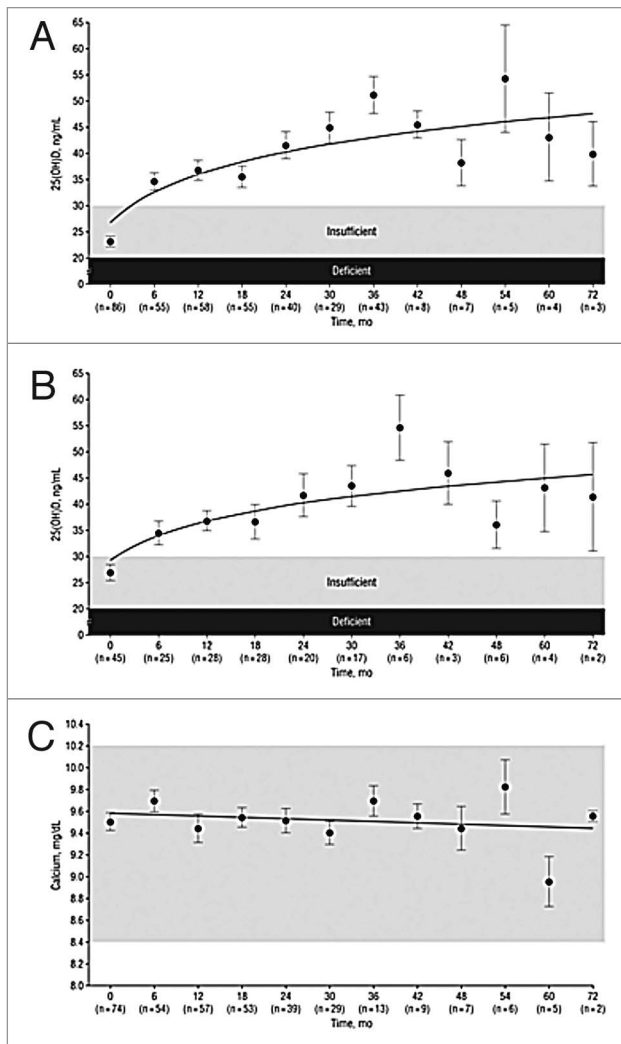 A
65
60
55
50
45
40
35
30
25
20
0
25(OH)D, ng/mL
Insufficient
Deficient
0 6 12 18 24 30 36 42 48 54 60 72
(n=86) (n=55) (n=58) (n=55) (n=40) (n=29) (n=43) (n=8) (n=7) (n=5) (n=4) (n=3)
Time, mo
B
65
60
55
50
45
40
35
30
25
20
0
25(OH)D, ng/mL
Insufficient
Deficient
0 6 12 18 24 30 36 42 48 60 72
(n=45) (n=25) (n=28) (n=28) (n=20) (n=17) (n=6) (n=3) (n=6) (n=4) (n=2)
Time, mo
C
10.4
10.2
10.0
9.8
9.6
9.4
9.2
9.0
8.8
8.6
8.4
8.2
8.0
Calcium, mg/dL
0 6 12 18 24 30 36 42 48 54 60 72
(n=74) (n=54) (n=57) (n=53) (n=39) (n=29) (n=13) (n=9) (n=7) (n=6) (n=5) (n=2)
Time, mo